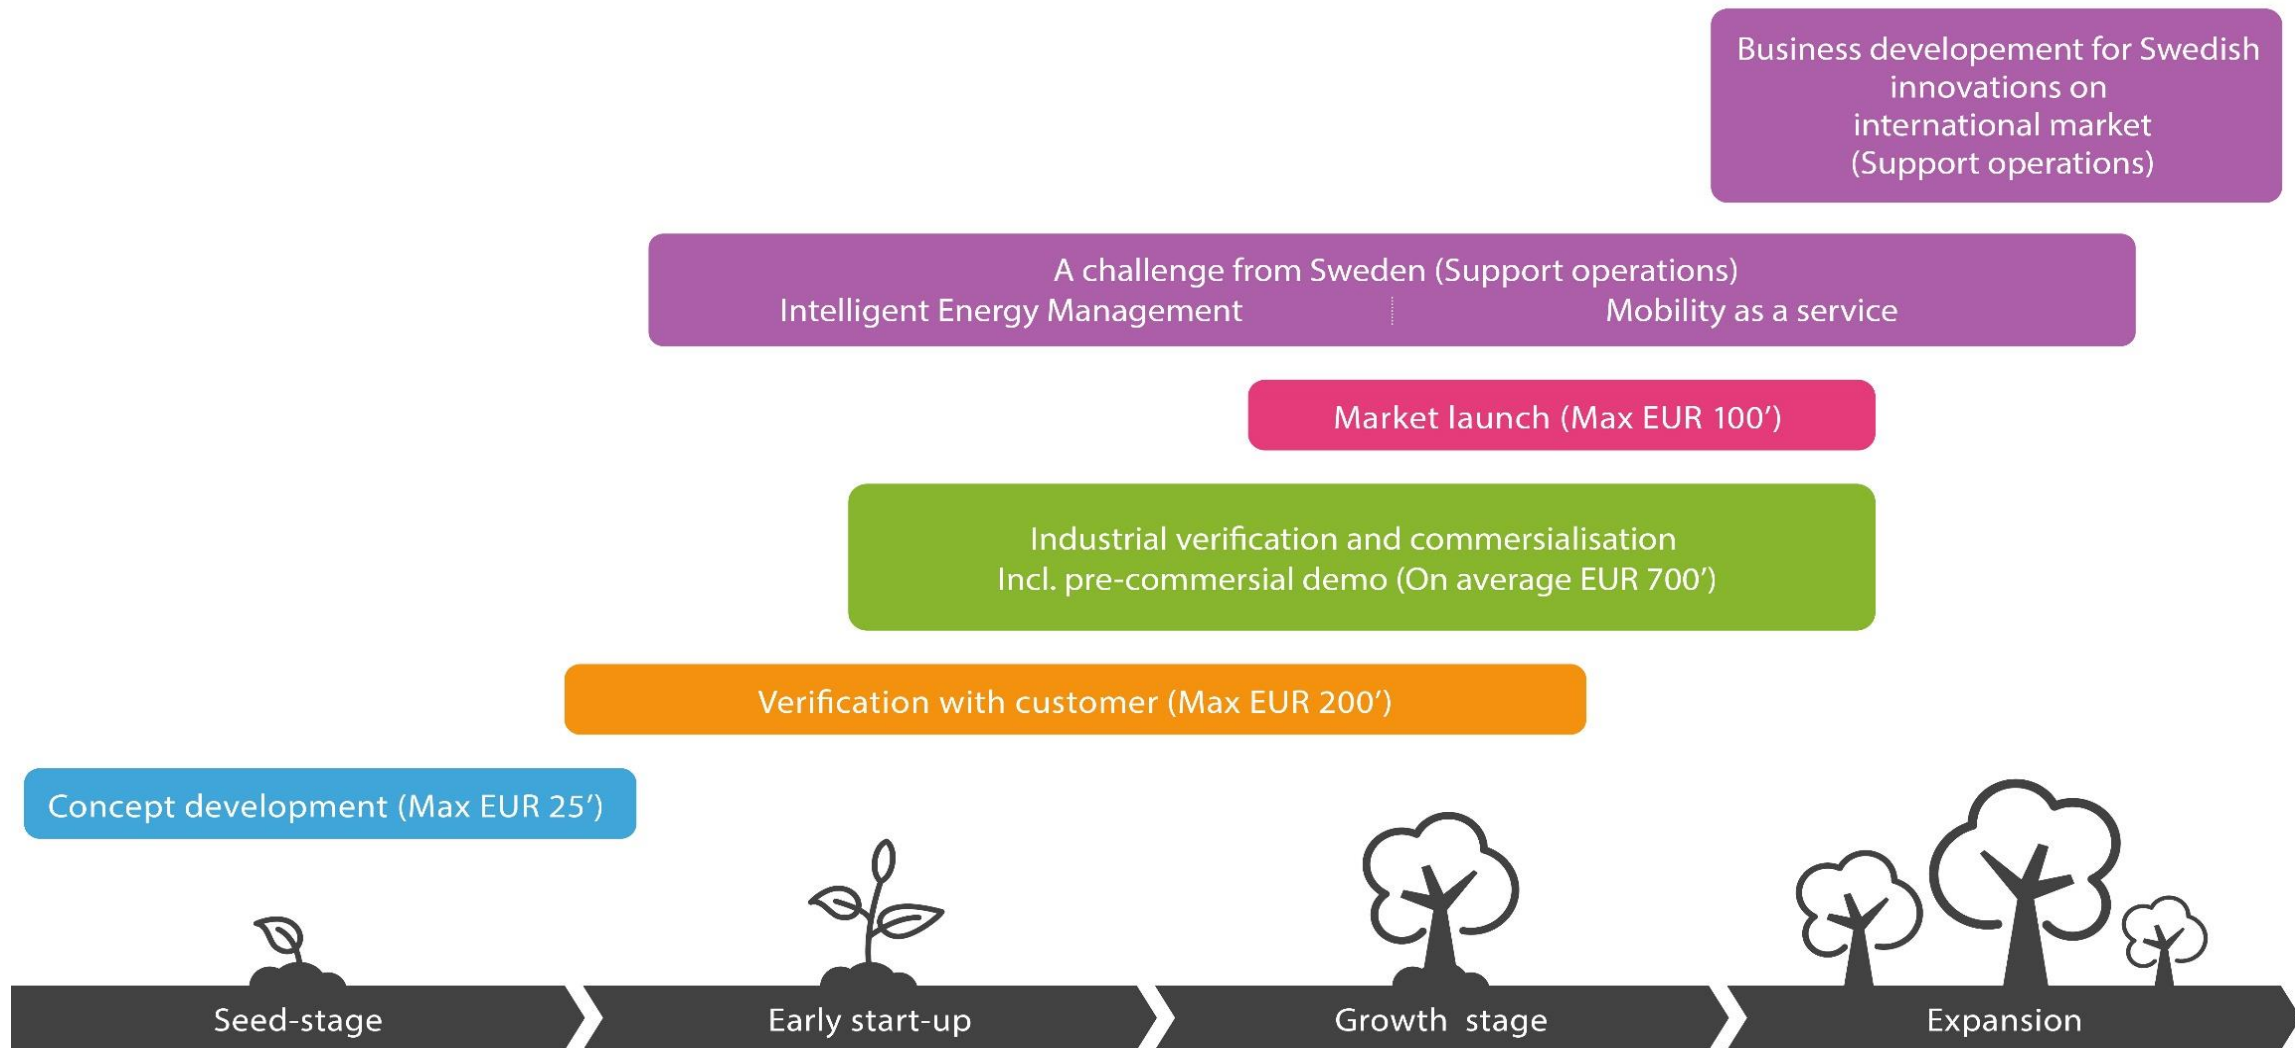 Business developement for Swedish
innovations on
international market
(Support operations)
A challenge from Sweden (Support operations)
Intelligent Energy Management
Mobility as a service
Market launch (Max EUR 100’)
Industrial verification and commersialisation
Incl. pre-commersial demo (On average EUR 700’)
Verification with customer (Max EUR 200’)
Concept development (Max EUR 25’)
Seed-stage
Early start-up
Growth stage
Expansion